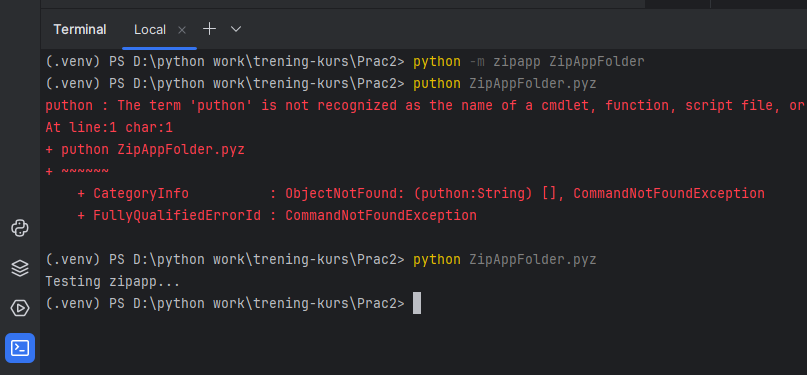 Terminal
Local
(.venv) PS D:\python work\trening-kurs\Prac2> python -m zipapp ZipAppFolder
(.venv) PS D:\python work\trening-kurs\Prac2> puthon ZipAppFolder.pyz
puthon : The term 'puthon' is not recognized as the name of a cmdlet, function, script file, or
At line:1 char:1
+ puthon ZipAppFolder.pyz
+ ~~~~~~
    + CategoryInfo          : ObjectNotFound: (puthon:String) [], CommandNotFoundException
    + FullyQualifiedErrorId : CommandNotFoundException
(.venv) PS D:\python work\trening-kurs\Prac2> python ZipAppFolder.pyz
Testing zipapp...
(.venv) PS D:\python work\trening-kurs\Prac2>